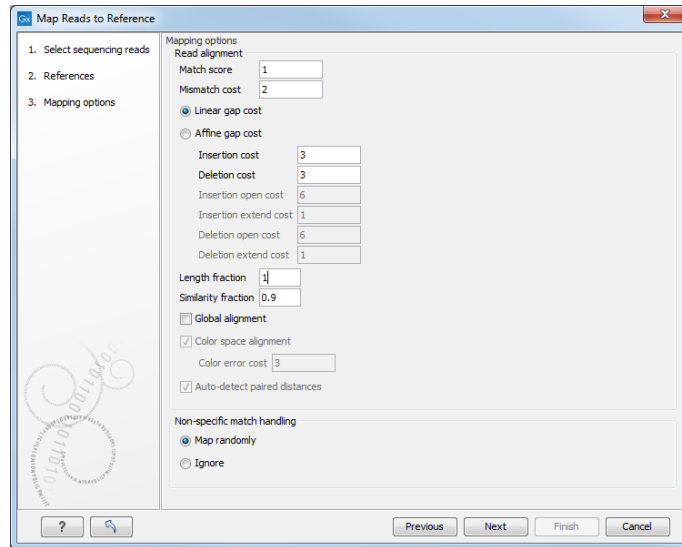 Gx Map Reads to Reference
1. Select sequencing reads
2. References
3. Mapping options
Mapping options
Read alignment
Match score 1
Mismatch cost 2
Linear gap cost
Affine gap cost
Insertion cost 3
Deletion cost 3
Insertion open cost 6
Insertion extend cost 1
Deletion open cost 6
Deletion extend cost 1
Length fraction 1
Similarity fraction 0.9
Global alignment
Color space alignment
Color error cost 3
Auto-detect paired distances
Non-specific match handling
Map randomly
Ignore
? Previous Next Finish Cancel